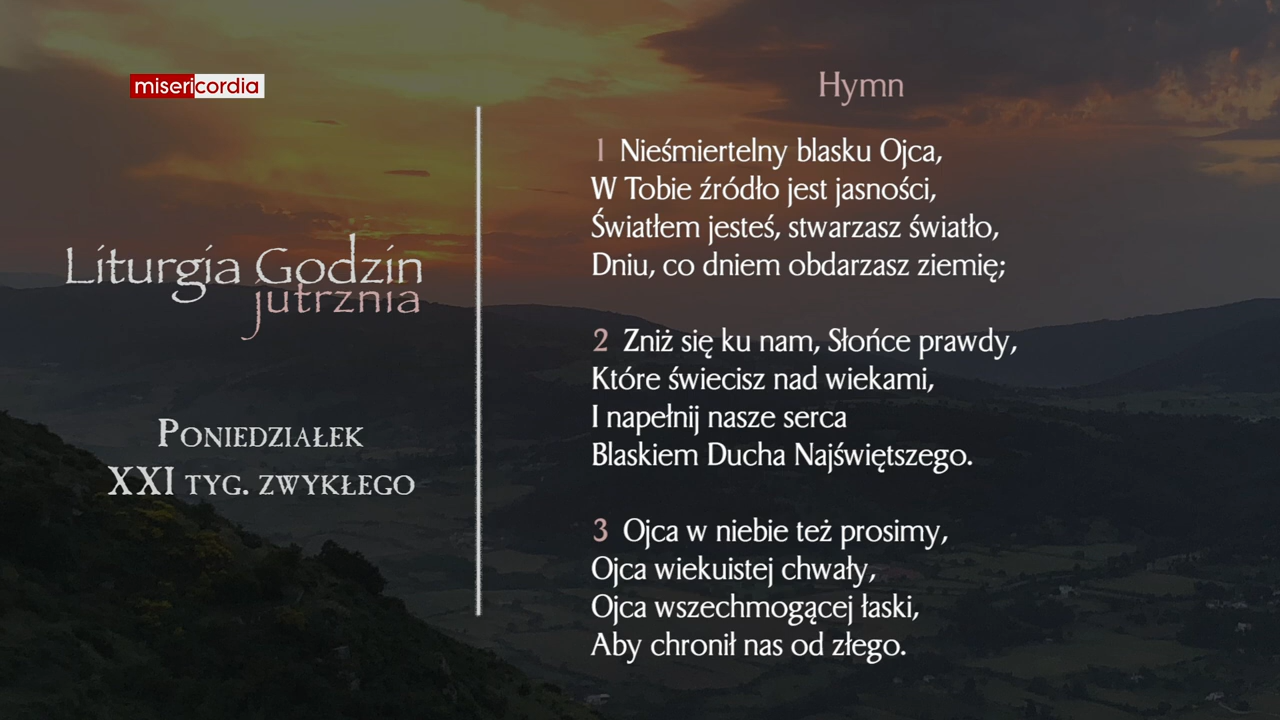 misericordia
Liturgia Godzin
jutrznia
Poniedziałek
XXI tyg. zwykłego
Hymn
1 Nieśmiertelny blasku Ojca,
W Tobie źródło jest jasności,
Światłem jesteś, stwarzasz światło,
Dniu, co dniem obdarzasz ziemię;
2 Zniż się ku nam, Słońce prawdy,
Które świecisz nad wiekami,
I napełnij nasze serca
Blaskiem Ducha Najświętszego.
3 Ojca w niebie też prosimy,
Ojca wiekuistej chwały,
Ojca wszechmogącej łaski,
Aby chronił nas od złego.